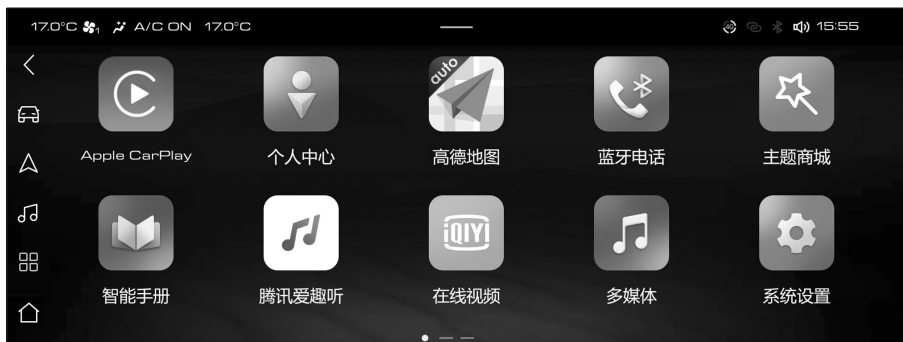 17.0°C 1 A/C ON 17.0°C 4G 15:55
auto
Apple CarPlay 个人中心 高德地图 蓝牙电话 主题商城
iQIYI
智能手册 腾讯爱趣听 在线视频 多媒体 系统设置